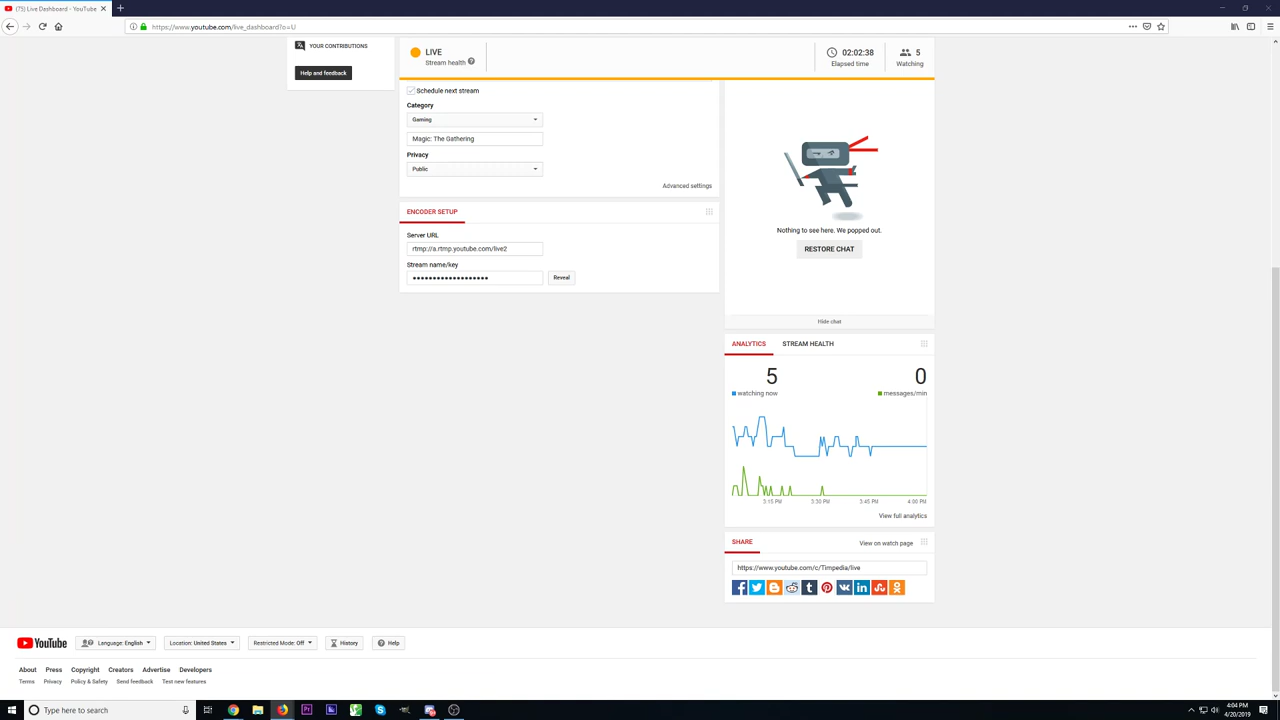 (75) Live Dashboard - YouTube
https://www.youtube.com/live_dashboard?o=U
YOUR CONTRIBUTIONS
Help and feedback
LIVE
Stream health
02:02:38
Elapsed time
5
Watching
Schedule next stream
Category
Gaming
Magic: The Gathering
Privacy
Public
Advanced settings
ENCODER SETUP
Server URL
rtmp://a.rtmp.youtube.com/live2
Stream name/key
Reveal
Nothing to see here. We popped out.
RESTORE CHAT
Hide chat
ANALYTICS
STREAM HEALTH
5
watching now
0
messages/min
3:15 PM
3:30 PM
3:45 PM
4:00 PM
View full analytics
SHARE
View on watch page
https://www.youtube.com/c/Timpedia/live
YouTube
Language: English
Location: United States
Restricted Mode: Off
History
Help
About
Press
Copyright
Creators
Advertise
Developers
Terms
Privacy
Policy & Safety
Send feedback
Test new features
Type here to search
4:04 PM
4/20/2019